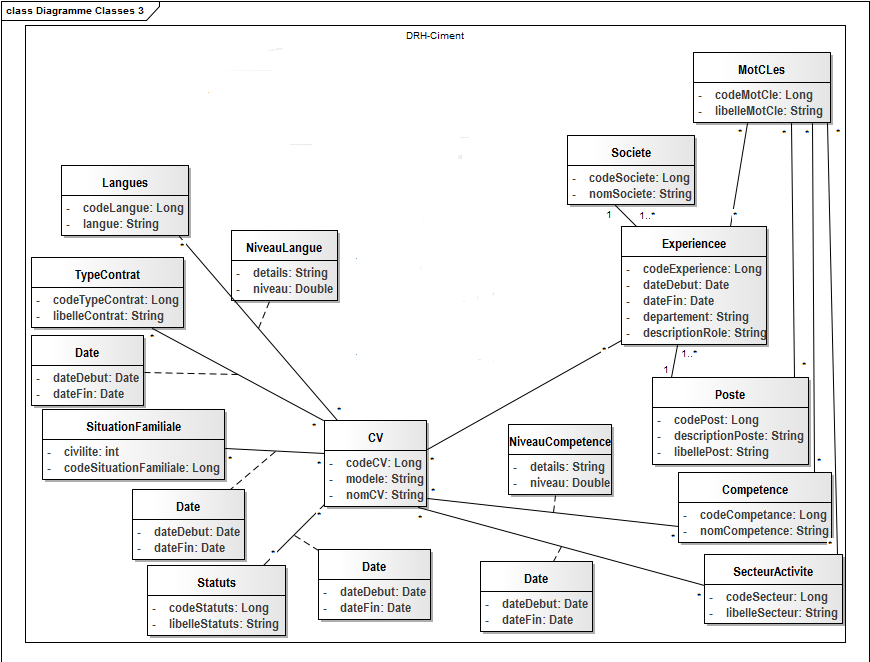 class Diagramme Classes 3
DRH-Ciment
MotCLes
- codeMotCle: Long
- libelleMotCle: String
* * * *
Societe
- codeSociete: Long
- nomSociete: String
1 1..*
*
Langues
- codeLangue: Long
- langue: String
*
NiveauLangue
- details: String
- niveau: Double
Experiencee
- codeExperience: Long
- dateDebut: Date
- dateFin: Date
- departement: String
- descriptionRole: String
* 1..*
1
TypeContrat
- codeTypeContrat: Long
- libelleContrat: String
*
Date
- dateDebut: Date
- dateFin: Date
*
Poste
- codePost: Long
- descriptionPoste: String
- libellePost: String
SituationFamiliale
- civilite: int
- codeSituationFamiliale: Long
*
* *
CV
- codeCV: Long
- modele: String
- nomCV: String
* *
*
* *
NiveauCompetence
- details: String
- niveau: Double
*
Competence
- codeCompetance: Long
- nomCompetence: String
* *
Date
- dateDebut: Date
- dateFin: Date
*
Statuts
- codeStatuts: Long
- libelleStatuts: String
Date
- dateDebut: Date
- dateFin: Date
Date
- dateDebut: Date
- dateFin: Date
*
SecteurActivite
- codeSecteur: Long
- libelleSecteur: String